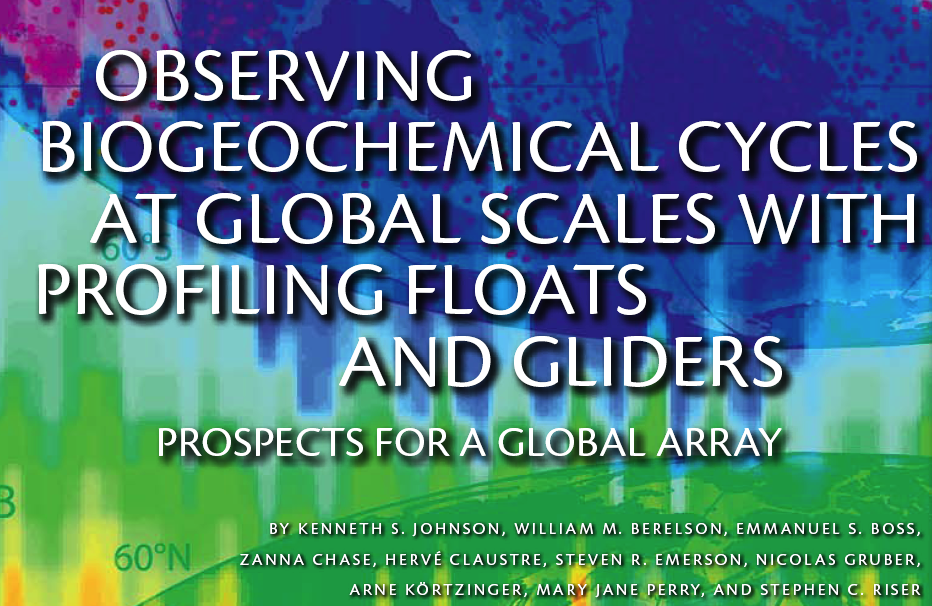 OBSERVING
BIOGEOCHEMICAL CYCLES
AT GLOBAL SCALES WITH
60°S
PROFILING FLOATS
AND GLIDERS
PROSPECTS FOR A GLOBAL ARRAY
B
BY KENNETH S. JOHNSON, WILLIAM M. BERELSON, EMMANUEL S. BOSS,
60°N
ZANNA CHASE, HERVÉ CLAUSTRE, STEVEN R. EMERSON, NICOLAS GRUBER,
ARNE KÖRTZINGER, MARY JANE PERRY, AND STEPHEN C. RISER